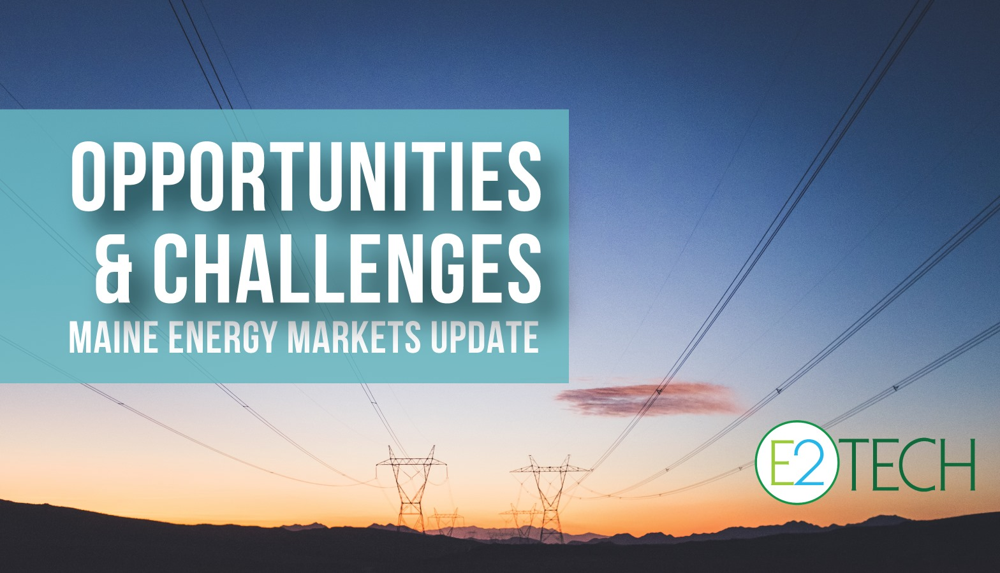 OPPORTUNITIES
& CHALLENGES
MAINE ENERGY MARKETS UPDATE
E2TECH